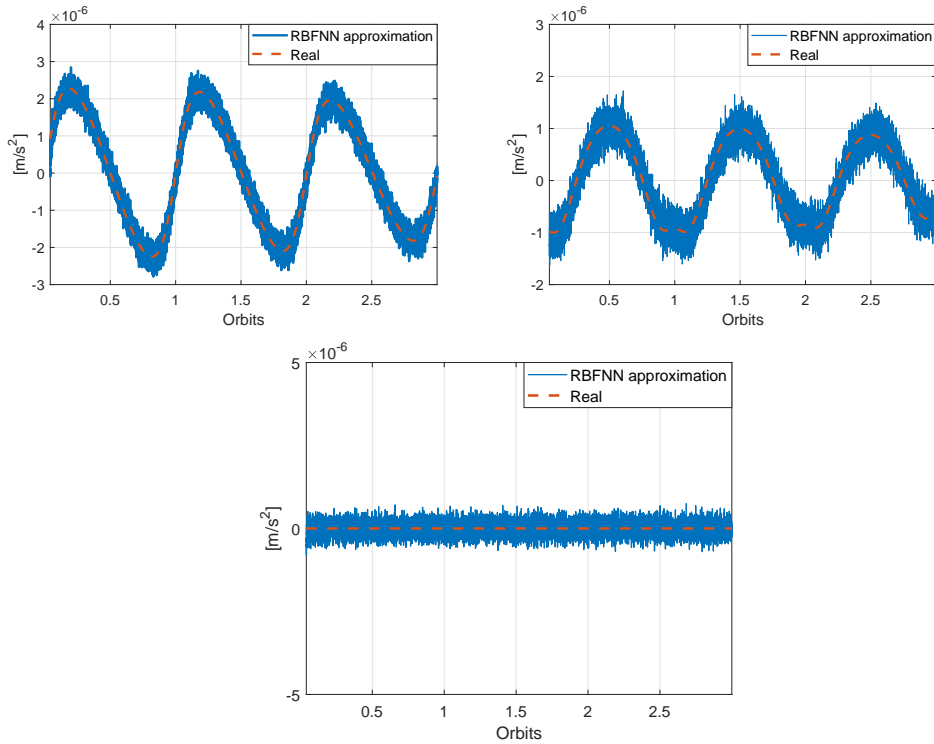 ×10⁻⁶
4
3
2
1
0
-1
-2
-3
[m/s²]
0.5
1
1.5
2
2.5
Orbits
RBFNN approximation
Real
×10⁻⁶
3
2
1
0
-1
-2
[m/s²]
0.5
1
1.5
2
2.5
Orbits
RBFNN approximation
Real
×10⁻⁶
5
0
-5
[m/s²]
0.5
1
1.5
2
2.5
Orbits
RBFNN approximation
Real